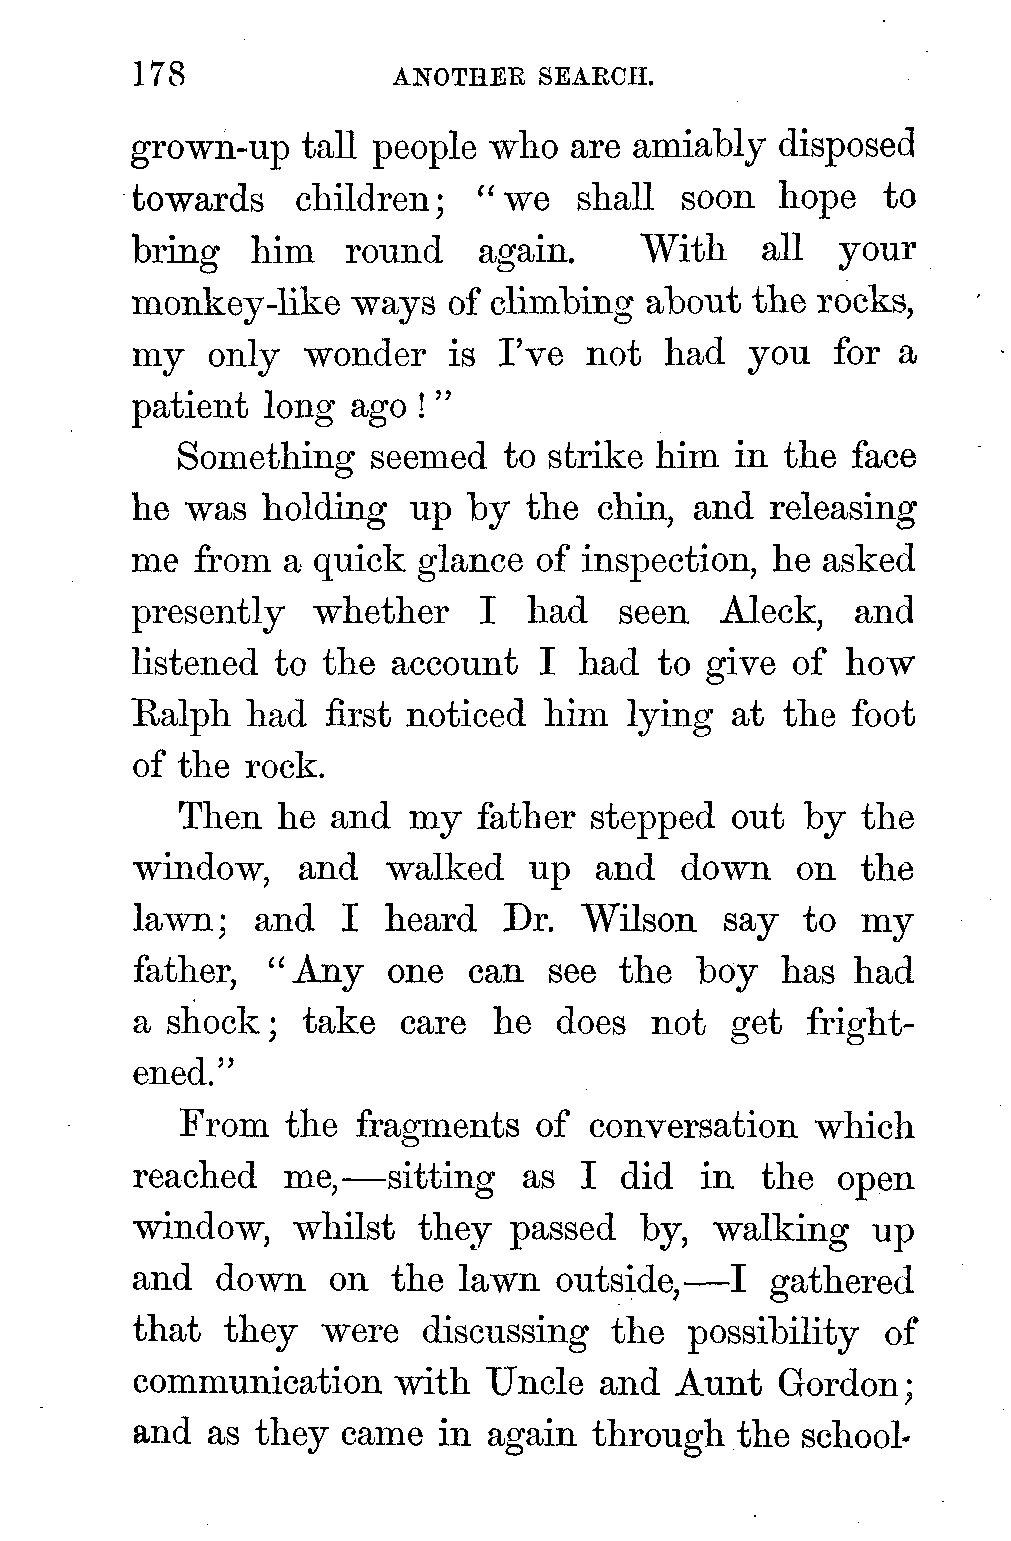 178 ANOTHER SEARCH.
grown-up tall people who are amiably disposed
towards children; "we shall soon hope to
bring him round again. With all your
monkey-like ways of climbing about the rocks,
my only wonder is I've not had you for a
patient long ago!"
Something seemed to strike him in the face
he was holding up by the chin, and releasing
me from a quick glance of inspection, he asked
presently whether I had seen Aleck, and
listened to the account I had to give of how
Ralph had first noticed him lying at the foot
of the rock.
Then he and my father stepped out by the
window, and walked up and down on the
lawn; and I heard Dr. Wilson say to my
father, "Any one can see the boy has had
a shock; take care he does not get fright-
ened."
From the fragments of conversation which
reached me,—sitting as I did in the open
window, whilst they passed by, walking up
and down on the lawn outside,—I gathered
that they were discussing the possibility of
communication with Uncle and Aunt Gordon;
and as they came in again through the school-